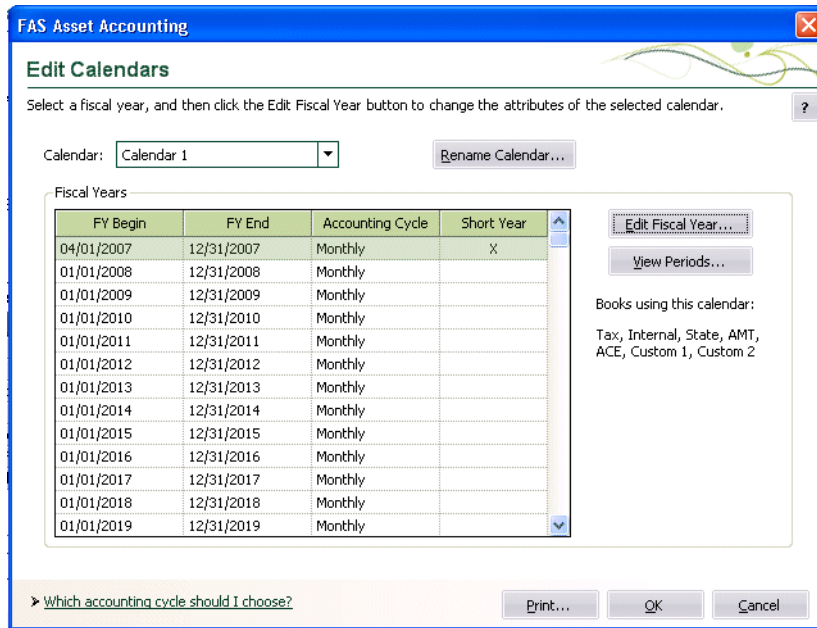 FAS Asset Accounting
Edit Calendars
Select a fiscal year, and then click the Edit Fiscal Year button to change the attributes of the selected calendar.
?
Calendar: Calendar 1
Rename Calendar...
Fiscal Years
FY Begin FY End Accounting Cycle Short Year
04/01/2007 12/31/2007 Monthly X
01/01/2008 12/31/2008 Monthly
01/01/2009 12/31/2009 Monthly
01/01/2010 12/31/2010 Monthly
01/01/2011 12/31/2011 Monthly
01/01/2012 12/31/2012 Monthly
01/01/2013 12/31/2013 Monthly
01/01/2014 12/31/2014 Monthly
01/01/2015 12/31/2015 Monthly
01/01/2016 12/31/2016 Monthly
01/01/2017 12/31/2017 Monthly
01/01/2018 12/31/2018 Monthly
01/01/2019 12/31/2019 Monthly
Edit Fiscal Year...
View Periods...
Books using this calendar:
Tax, Internal, State, AMT,
ACE, Custom 1, Custom 2
Which accounting cycle should I choose?
Print...
OK
Cancel